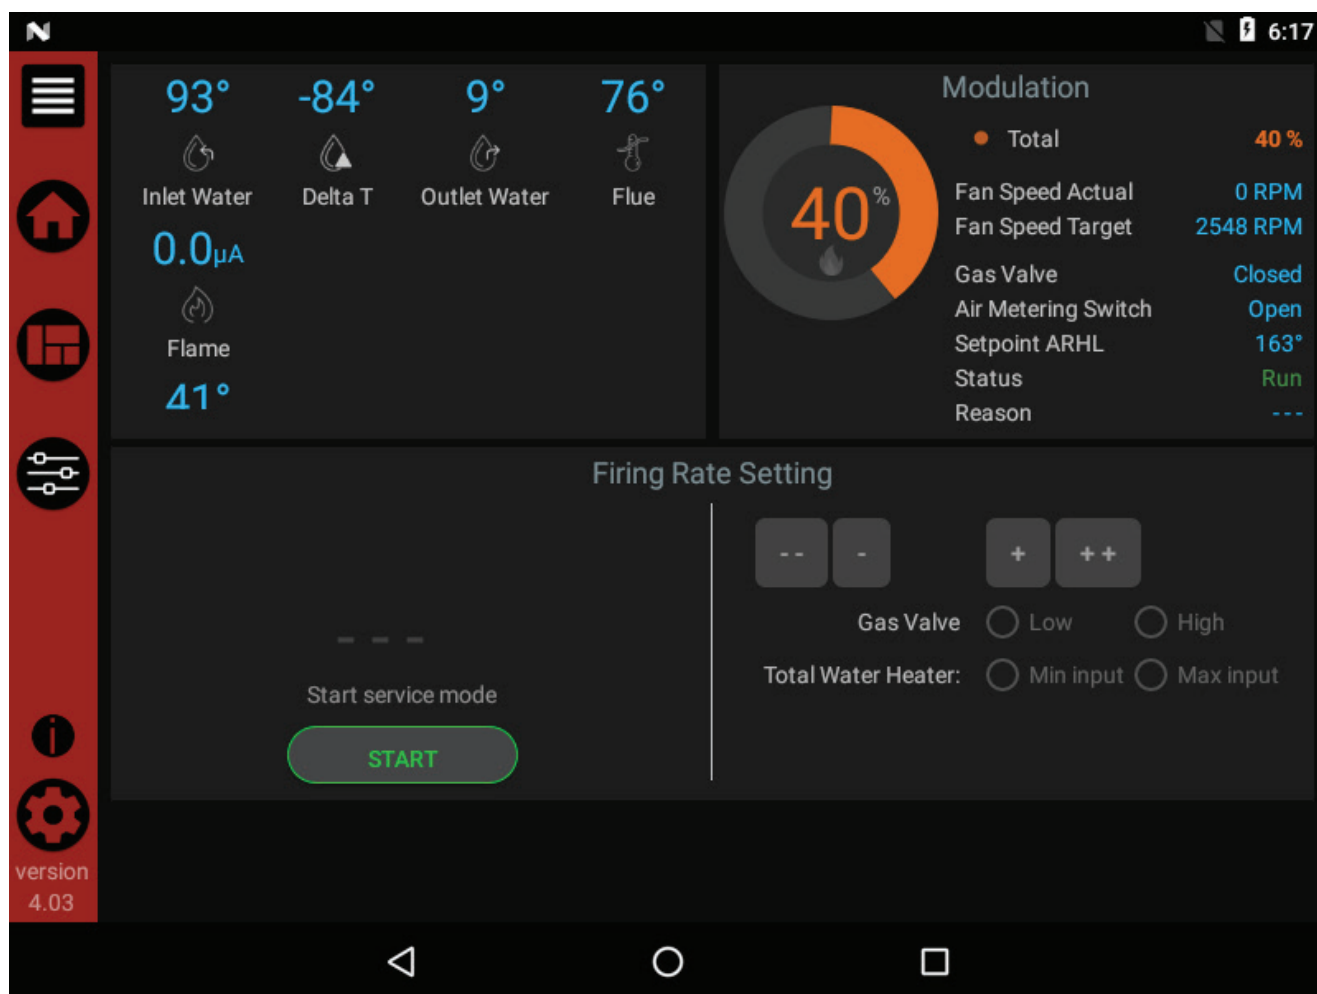 6:17
93° -84° 9° 76°
Inlet Water Delta T Outlet Water Flue
0.0µA
Flame
41°
Modulation
Total 40 %
40%
Fan Speed Actual 0 RPM
Fan Speed Target 2548 RPM
Gas Valve Closed
Air Metering Switch Open
Setpoint ARHL 163°
Status Run
Reason ---
Firing Rate Setting
-- - + ++
Gas Valve Low High
Total Water Heater: Min input Max input
---
Start service mode
START
version
4.03